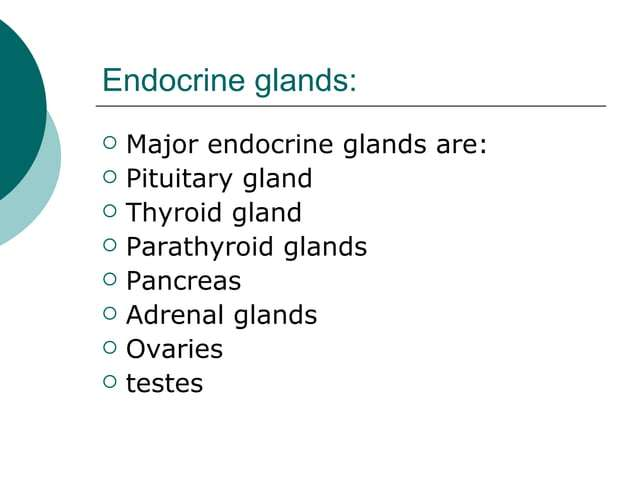 Endocrine glands:
Major endocrine glands are:
Pituitary gland
Thyroid gland
Parathyroid glands
Pancreas
Adrenal glands
Ovaries
testes